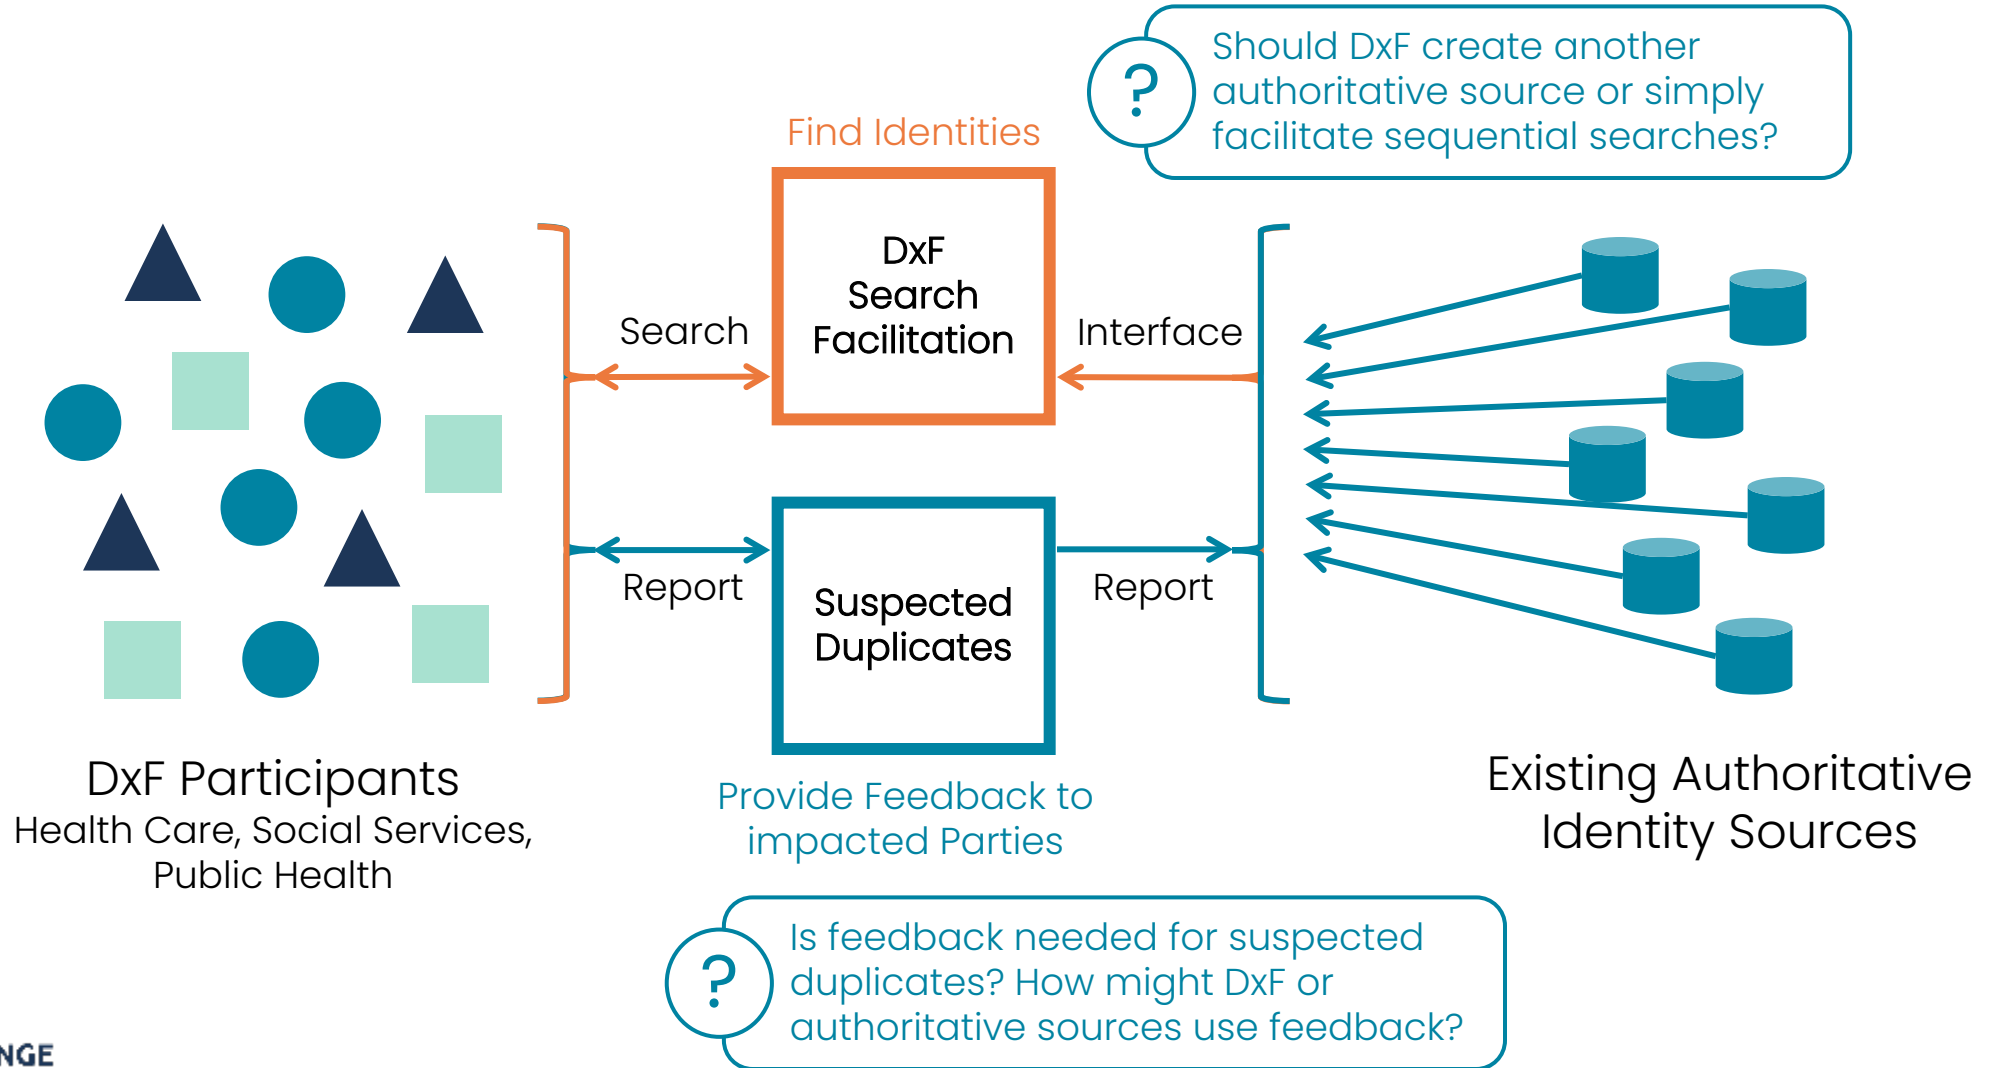 ?
Should DxF create another
authoritative source or simply
facilitate sequential searches?
Find Identities
DxF
Search
Facilitation
Search
Interface
Report
Suspected
Duplicates
Report
DxF Participants
Health Care, Social Services,
Public Health
Provide Feedback to
impacted Parties
Existing Authoritative
Identity Sources
?
Is feedback needed for suspected
duplicates? How might DxF or
authoritative sources use feedback?
NGE